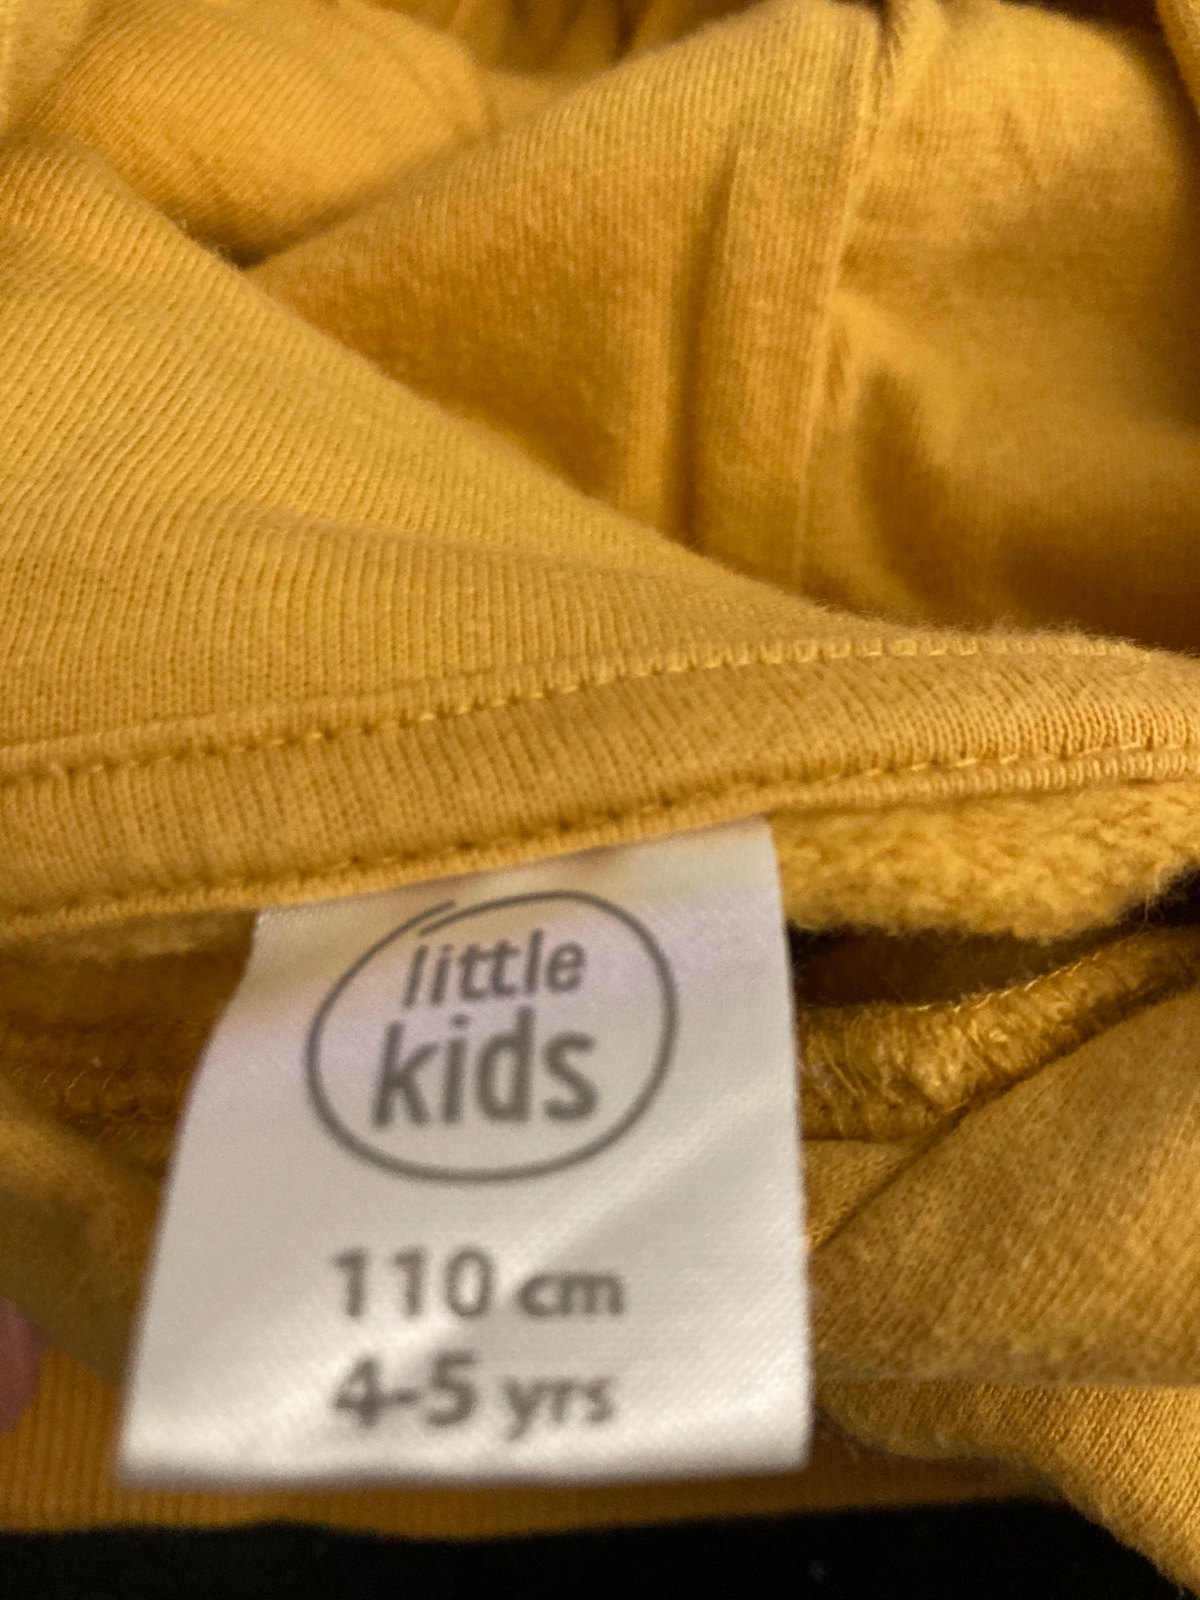 little
kids
110 cm
4-5 yrs